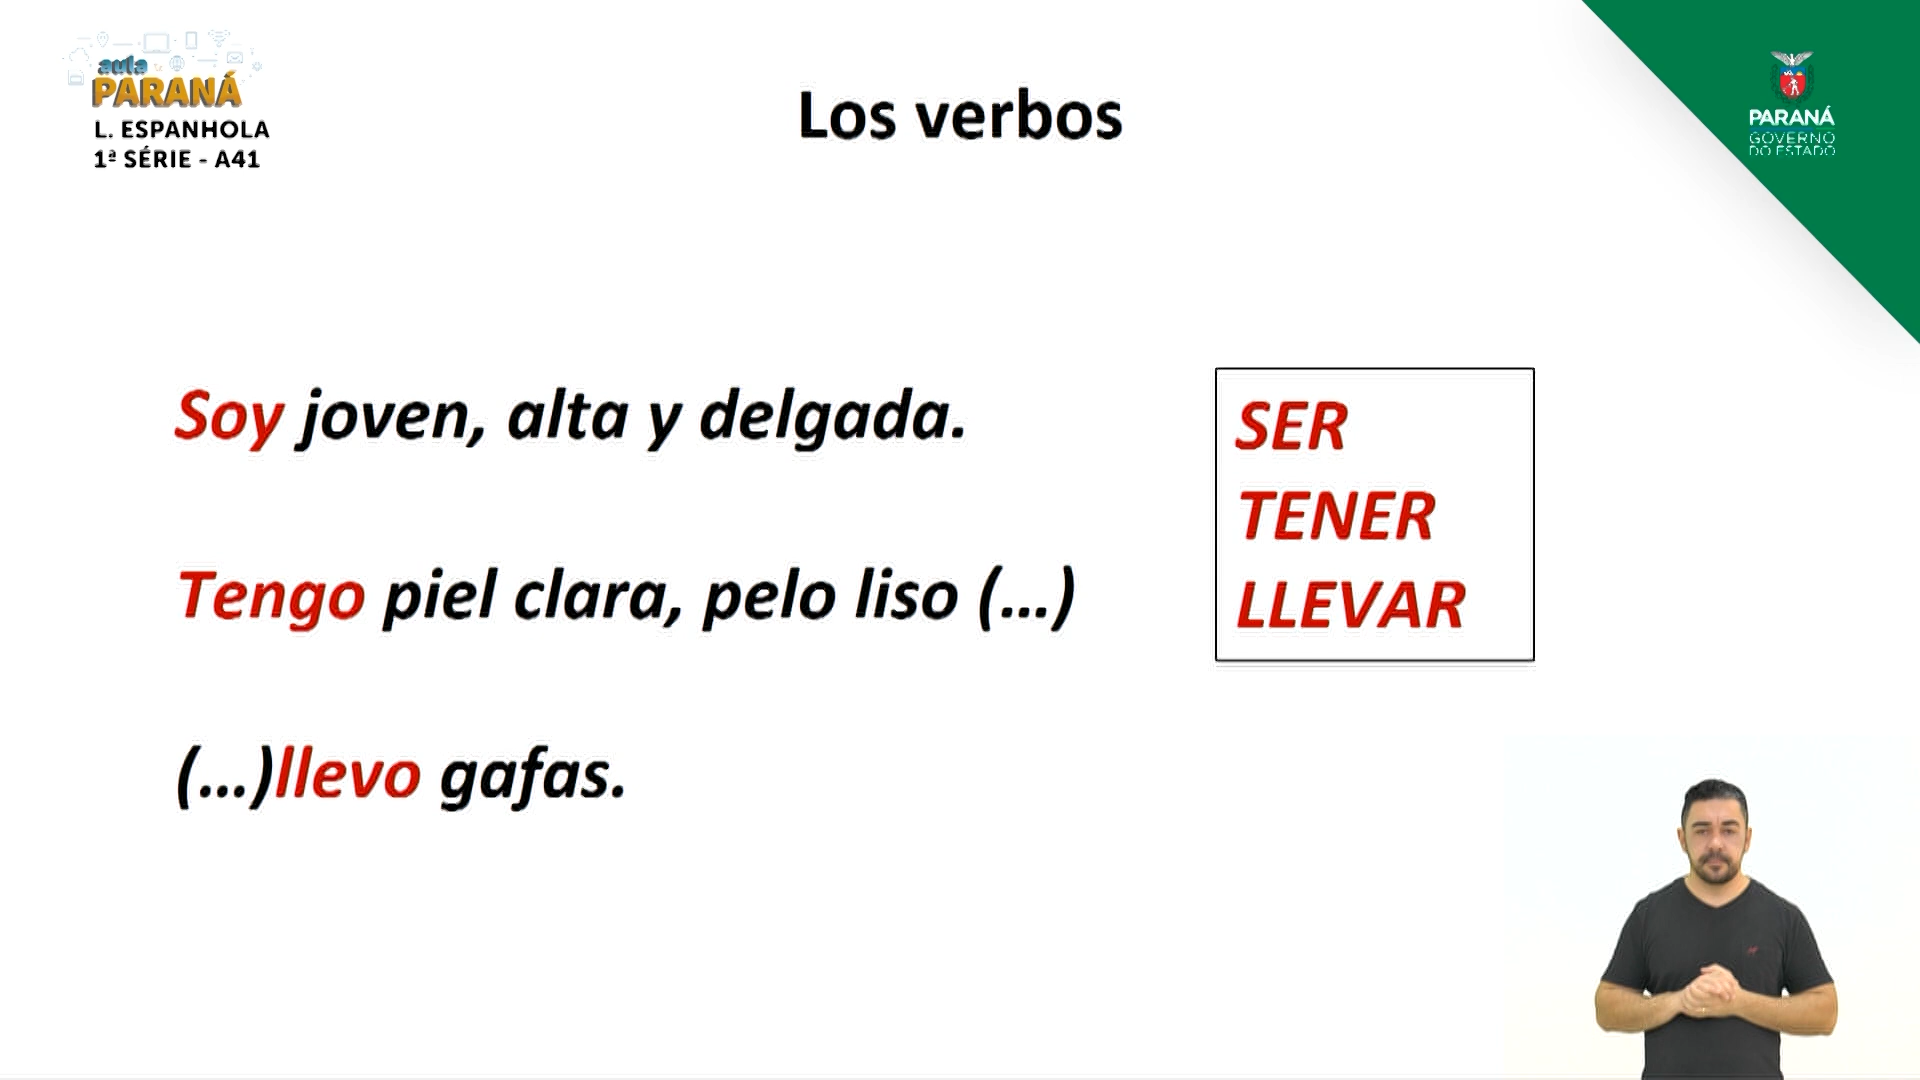 aula
PARANÁ
L. ESPANHOLA
1ª SÉRIE - A41
Los verbos
PARANÁ
GOVERNO
DO ESTADO
Soy joven, alta y delgada.
Tengo piel clara, pelo liso (...)
(...)llevo gafas.
SER
TENER
LLEVAR